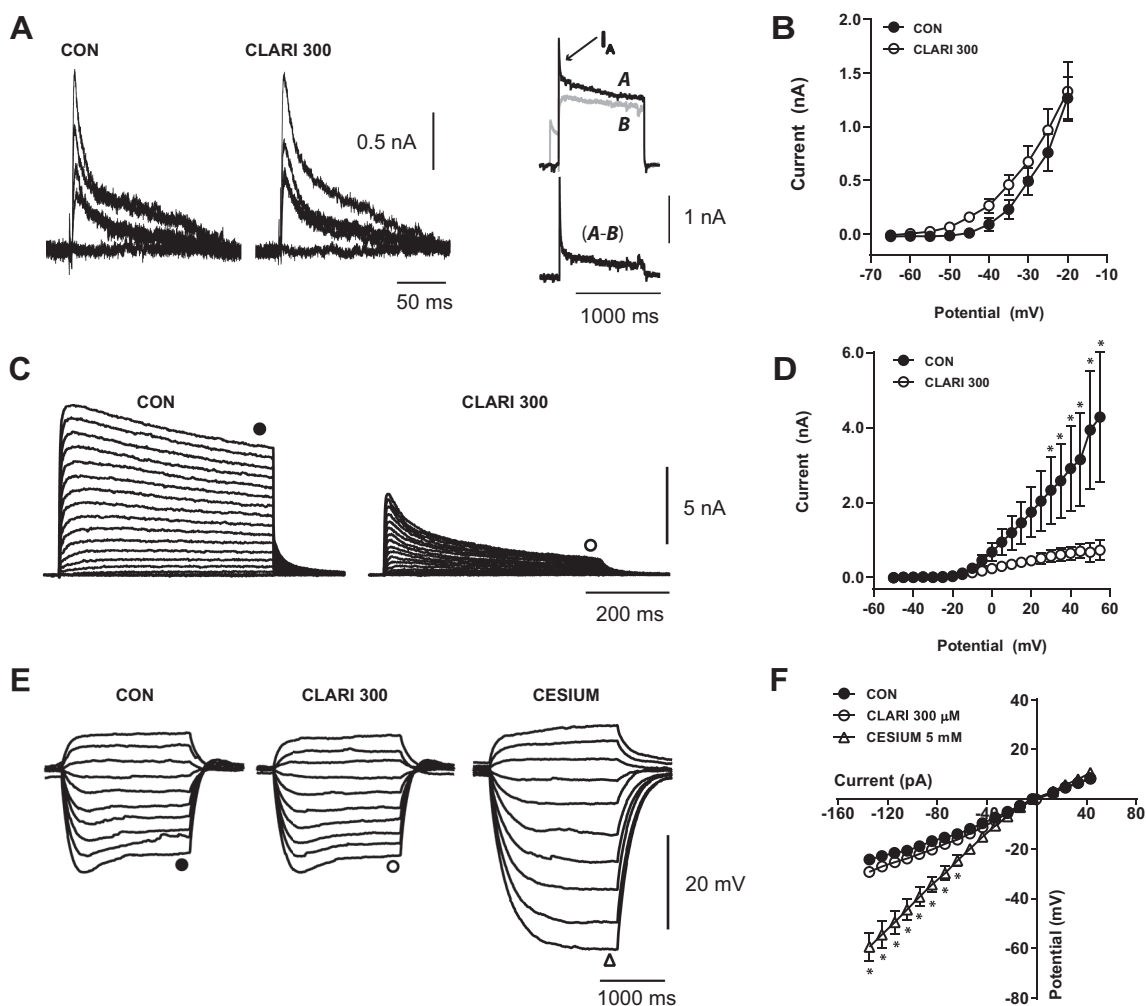 A
CON
CLARI 300
0.5 nA
50 ms
IA
A
B
(A-B)
1 nA
1000 ms
B
CON
CLARI 300
2.0
1.5
1.0
0.5
0.0
Current (nA)
-70 -60 -50 -40 -30 -20 -10
Potential (mV)
C
CON
CLARI 300
5 nA
200 ms
D
CON
CLARI 300
6.0
4.0
2.0
0.0
Current (nA)
* * * * * *
-60 -40 -20 0 20 40 60
Potential (mV)
E
CON
CLARI 300
CESIUM
20 mV
1000 ms
F
CON
CLARI 300 µM
CESIUM 5 mM
40
20
Current (pA)
-160 -120 -80 -40 40
-20
-40
-60
-80
Potential (mV)
* * * * * * * *